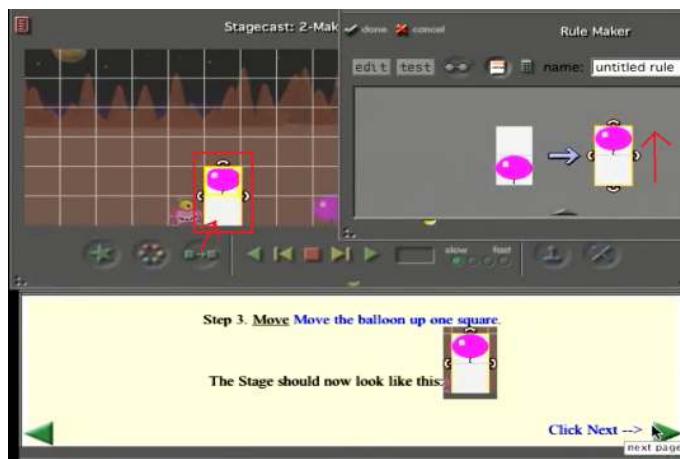 Stagecast: 2-Mak
done cancel
Rule Maker
edit test name: untitled rule
slow fast
Step 3. Move Move the balloon up one square.
The Stage should now look like this:
Click Next -->
next page